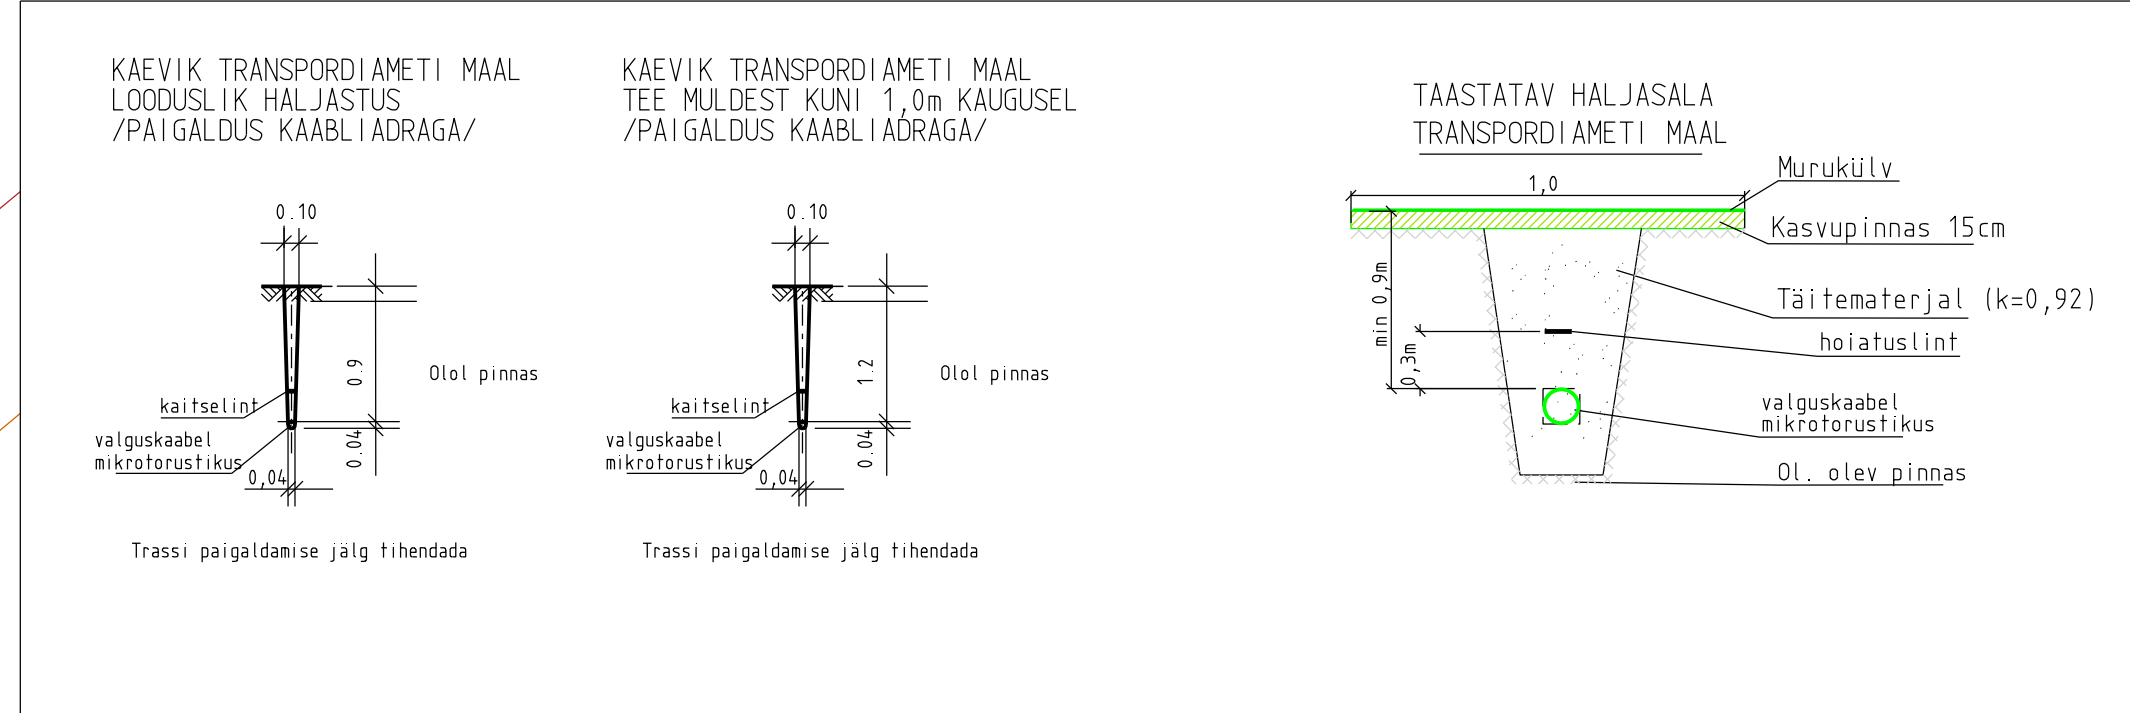 KAEVIK TRANSPORDIAMETI MAAL
LOODUSLIK HALJASTUS
/PAIGALDUS KAABLIADRAGA/
0.10
0.9
Olol pinnas
kaitselint
valguskaabel
mikrotorustikus
0.04
0,04
Trassi paigaldamise jälg tihendada
KAEVIK TRANSPORDIAMETI MAAL
TEE MULDEST KUNI 1,0m KAUGUSEL
/PAIGALDUS KAABLIADRAGA/
0.10
1.2
Olol pinnas
kaitselint
valguskaabel
mikrotorustikus
0.04
0,04
Trassi paigaldamise jälg tihendada
TAASTATAV HALJASALA
TRANSPORDIAMETI MAAL
1,0
Murukülv
Kasvupinnas 15cm
min 0,9m
Täitematerjal (k=0,92)
hoiatuslint
0,3m
valguskaabel
mikrotorustikus
Ol. olev pinnas